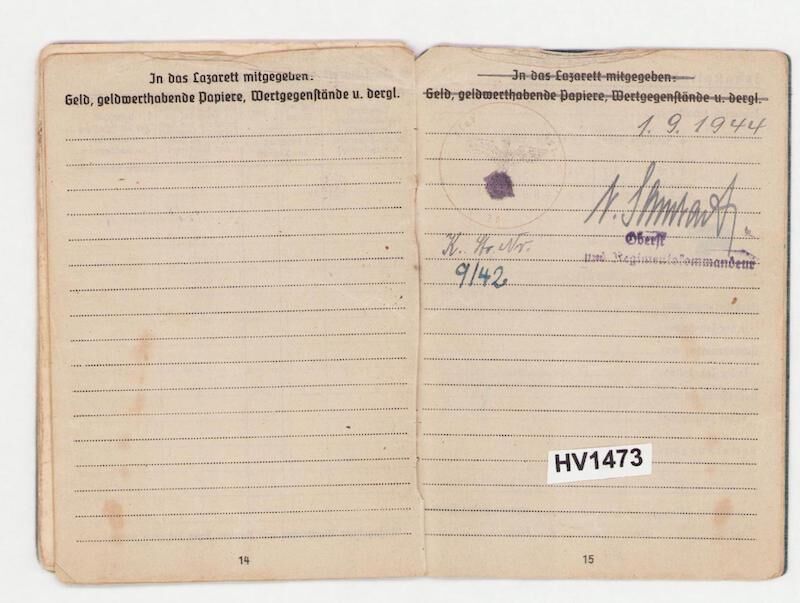 In das Lazarett mitgegeben:
Geld, geldwerthabende Papiere, Wertgegenstände u. dergl.
14
In das Lazarett mitgegeben:
Geld, geldwerthabende Papiere, Wertgegenstände u. dergl.
1. 9. 1944
Oberst
und Regimentskommandeur
K. Str. Nr.
9/42
HV1473
15